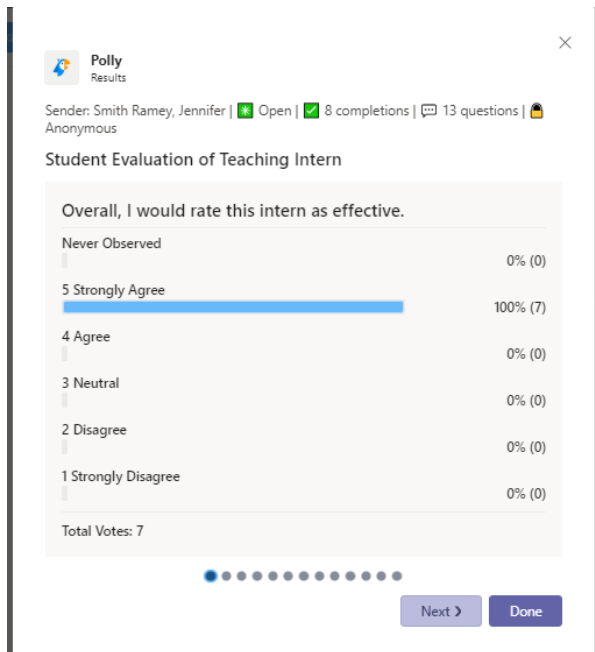 Polly
Results
Sender: Smith Ramey, Jennifer | Open | 8 completions | 13 questions |
Anonymous
Student Evaluation of Teaching Intern
Overall, I would rate this intern as effective.
Never Observed
0% (0)
5 Strongly Agree
100% (7)
4 Agree
0% (0)
3 Neutral
0% (0)
2 Disagree
0% (0)
1 Strongly Disagree
0% (0)
Total Votes: 7
Next ❯
Done